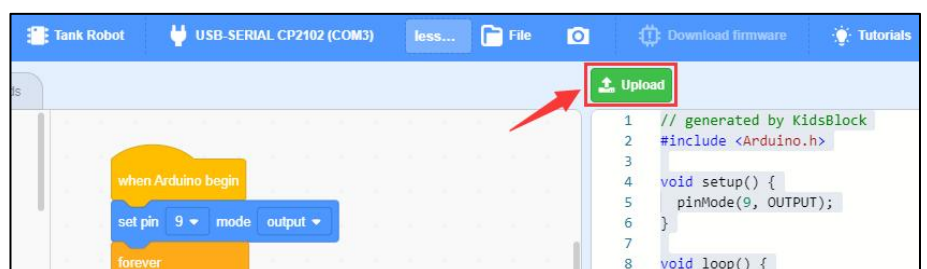 Tank Robot USB-SERIAL CP2102 (COM3) less... File Download firmware Tutorials
ds
Upload
when Arduino begin
set pin 9 mode output
forever
1 // generated by KidsBlock
2 #include <Arduino.h>
3
4 void setup() {
5 pinMode(9, OUTPUT);
6 }
7
8 void loop() {